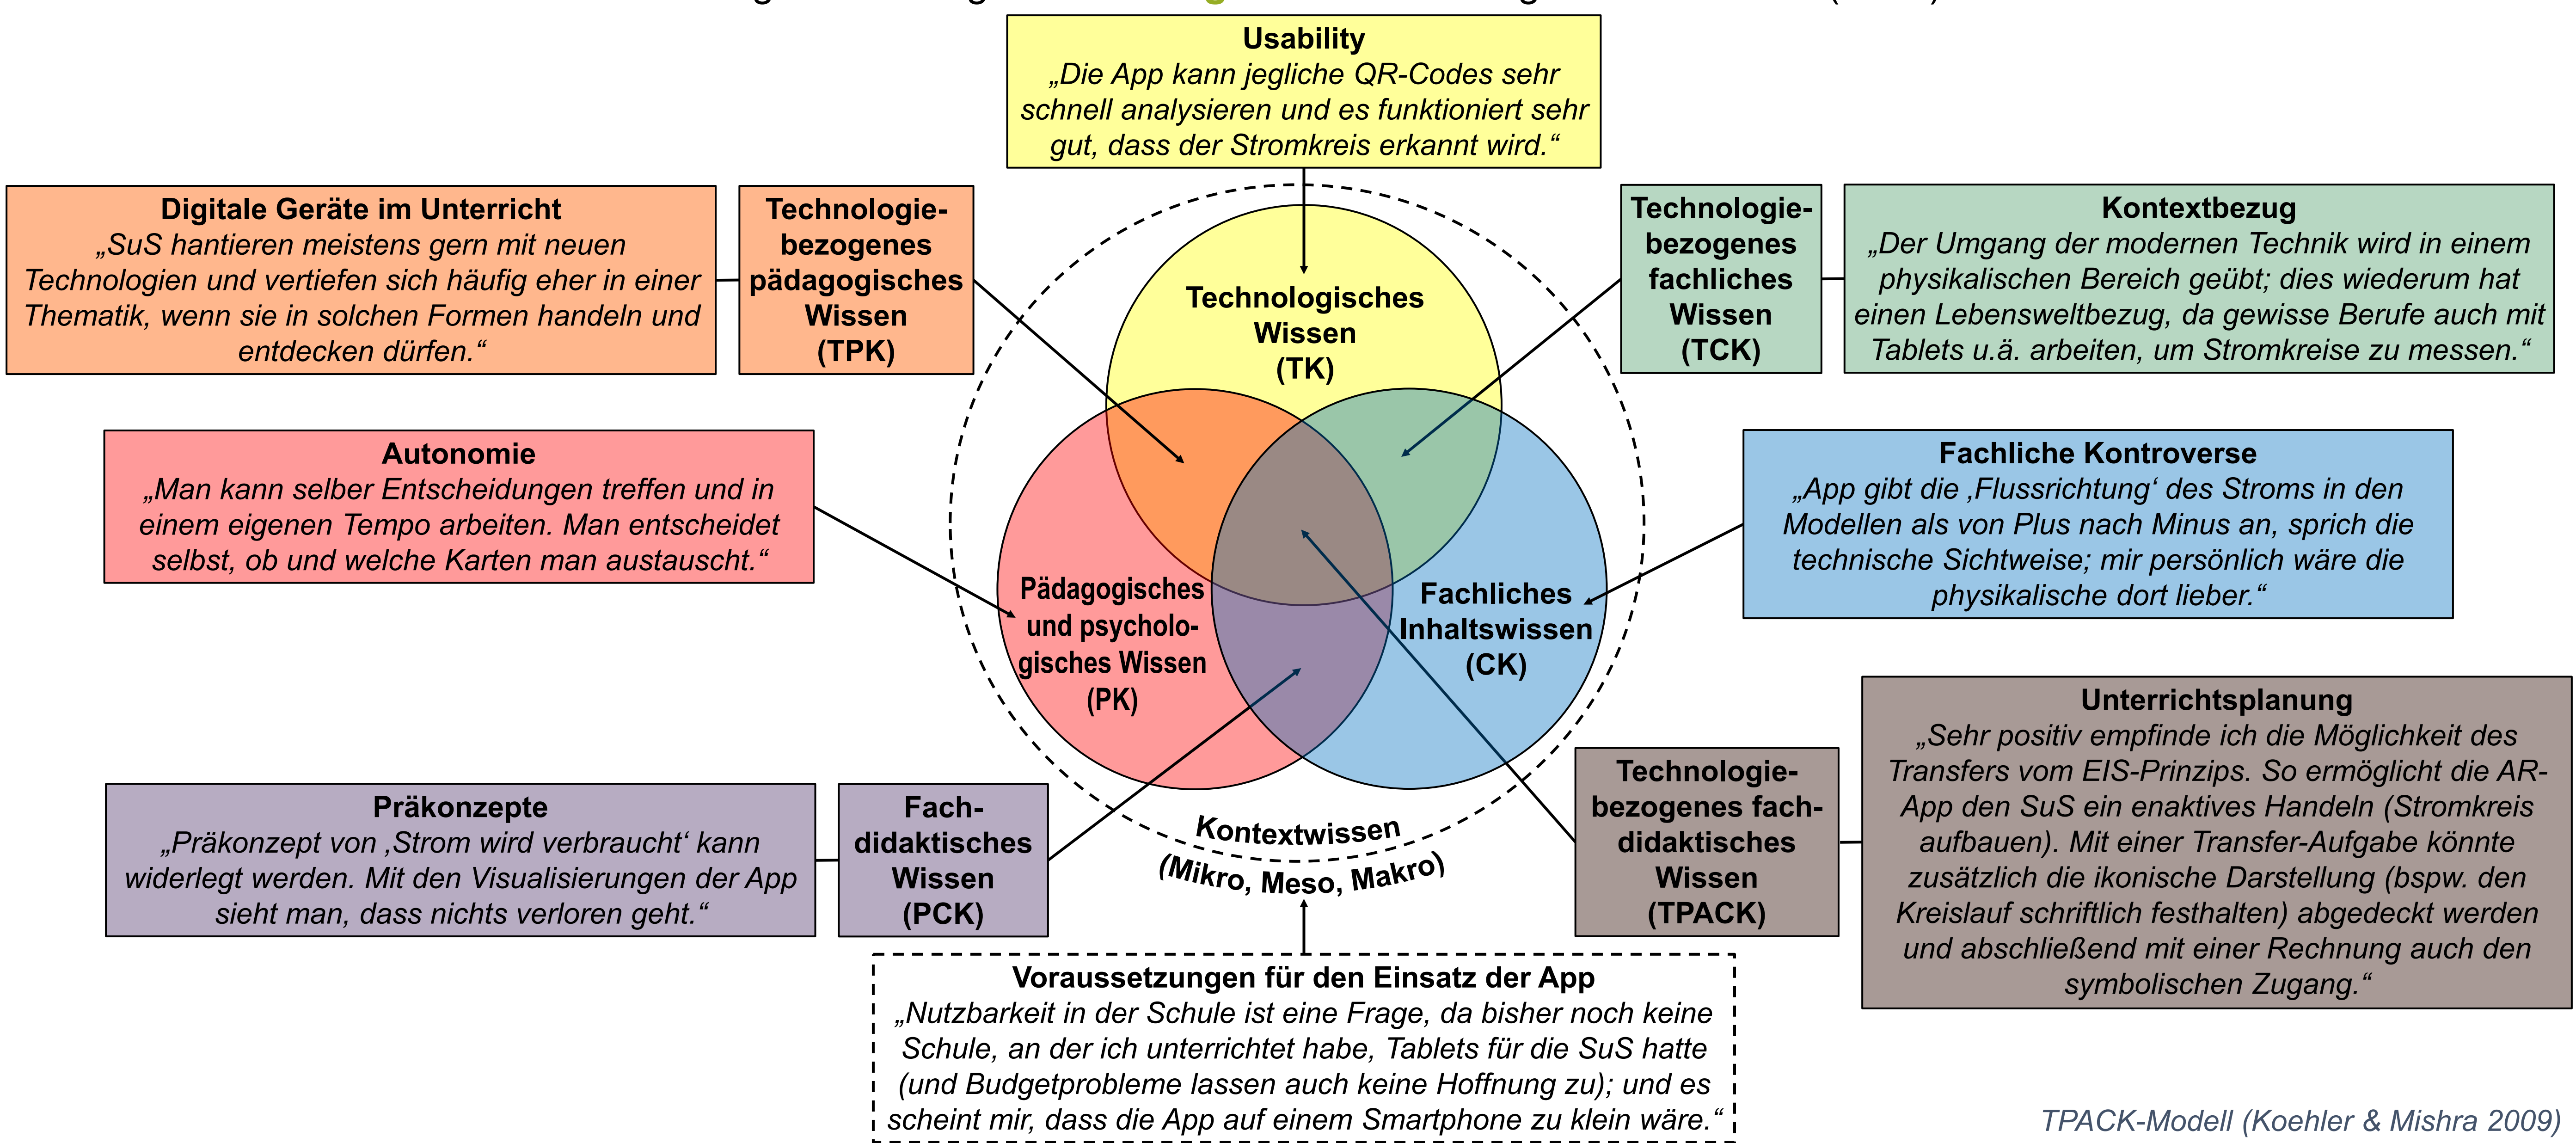 Usability
„Die App kann jegliche QR-Codes sehr
schnell analysieren und es funktioniert sehr
gut, dass der Stromkreis erkannt wird.“
Digitale Geräte im Unterricht
„SuS hantieren meistens gern mit neuen
Technologien und vertiefen sich häufig eher in einer
Thematik, wenn sie in solchen Formen handeln und
entdecken dürfen.“
Technologie-
bezogenes
pädagogisches
Wissen
(TPK)
Technologie-
bezogenes
fachliches
Wissen
(TCK)
Kontextbezug
„Der Umgang der modernen Technik wird in einem
physikalischen Bereich geübt; dies wiederum hat
einen Lebensweltbezug, da gewisse Berufe auch mit
Tablets u.ä. arbeiten, um Stromkreise zu messen.“
Technologisches
Wissen
(TK)
Autonomie
„Man kann selber Entscheidungen treffen und in
einem eigenen Tempo arbeiten. Man entscheidet
selbst, ob und welche Karten man austauscht.“
Fachliche Kontroverse
„App gibt die ‚Flussrichtung‘ des Stroms in den
Modellen als von Plus nach Minus an, sprich die
technische Sichtweise; mir persönlich wäre die
physikalische dort lieber.“
Pädagogisches
und psycholo-
gisches Wissen
(PK)
Fachliches
Inhaltswissen
(CK)
Präkonzepte
„Präkonzept von ‚Strom wird verbraucht‘ kann
widerlegt werden. Mit den Visualisierungen der App
sieht man, dass nichts verloren geht.“
Fach-
didaktisches
Wissen
(PCK)
Kontextwissen
(Mikro, Meso, Makro)
Technologie-
bezogenes fach-
didaktisches
Wissen
(TPACK)
Unterrichtsplanung
„Sehr positiv empfinde ich die Möglichkeit des
Transfers vom EIS-Prinzips. So ermöglicht die AR-
App den SuS ein enaktives Handeln (Stromkreis
aufbauen). Mit einer Transfer-Aufgabe könnte
zusätzlich die ikonische Darstellung (bspw. den
Kreislauf schriftlich festhalten) abgedeckt werden
und abschließend mit einer Rechnung auch den
symbolischen Zugang.“
Voraussetzungen für den Einsatz der App
„Nutzbarkeit in der Schule ist eine Frage, da bisher noch keine
Schule, an der ich unterrichtet habe, Tablets für die SuS hatte
(und Budgetprobleme lassen auch keine Hoffnung zu); und es
scheint mir, dass die App auf einem Smartphone zu klein wäre.“
TPACK-Modell (Koehler & Mishra 2009)